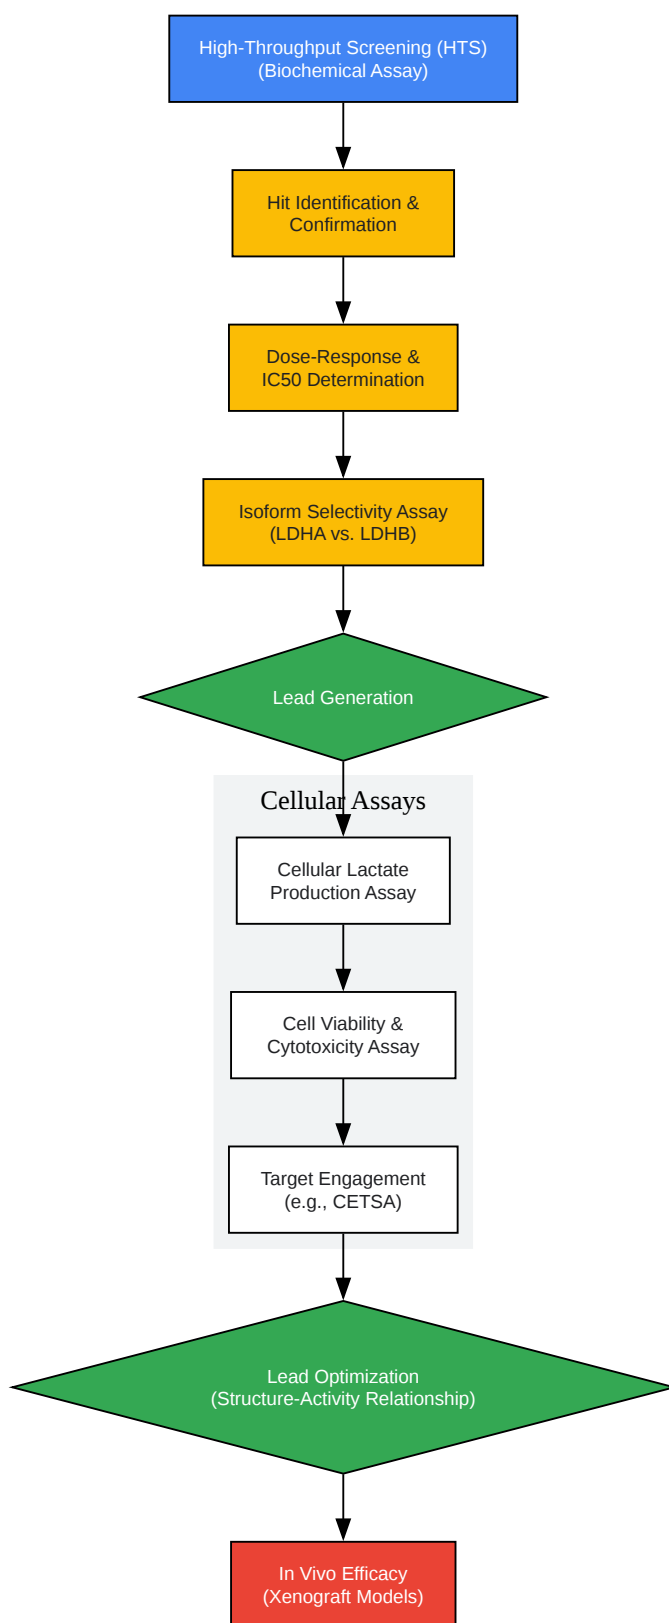 High-Throughput Screening (HTS)
(Biochemical Assay)
Hit Identification &
Confirmation
Dose-Response &
IC50 Determination
Isoform Selectivity Assay
(LDHA vs. LDHB)
Lead Generation
Cellular Assays
Cellular Lactate
Production Assay
Cell Viability &
Cytotoxicity Assay
Target Engagement
(e.g., CETSA)
Lead Optimization
(Structure-Activity Relationship)
In Vivo Efficacy
(Xenograft Models)